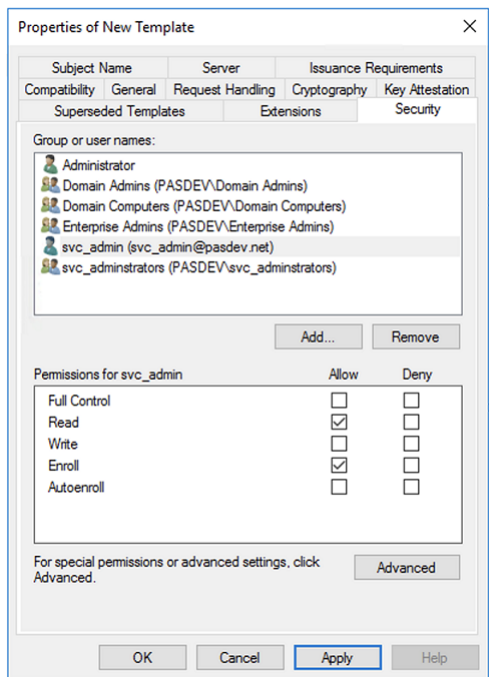 Properties of New Template
Subject Name Server Issuance Requirements
Compatibility General Request Handling Cryptography Key Attestation
Superseded Templates Extensions Security
Group or user names:
Administrator
Domain Admins (PASDEV\Domain Admins)
Domain Computers (PASDEV\Domain Computers)
Enterprise Admins (PASDEV\Enterprise Admins)
svc_admin (svc_admin@pasdev.net)
svc_adminstrators (PASDEV\svc_adminstrators)
Add... Remove
Permissions for svc_admin Allow Deny
Full Control
Read
Write
Enroll
Autoenroll
For special permissions or advanced settings, click
Advanced.
Advanced
OK Cancel Apply Help